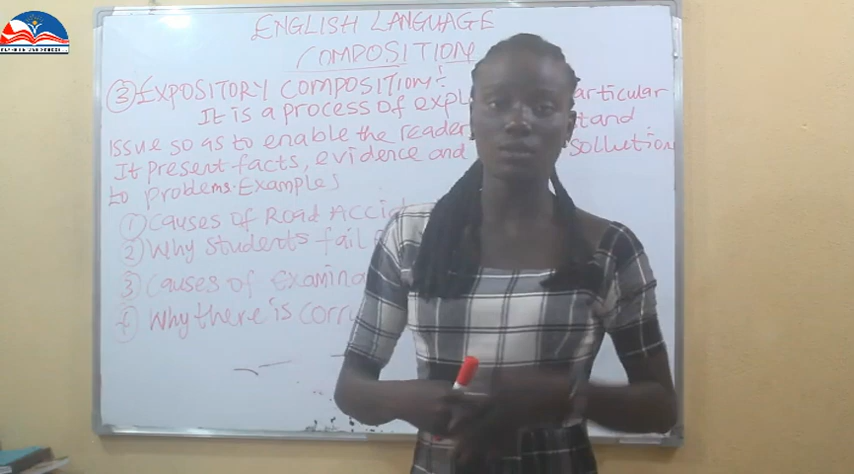 ENGLISH LANGUAGE
COMPOSITION
③ EXPOSITORY COMPOSITION:
It is a process of expl articular
issue so as to enable the reader tand
It present facts, evidence and sollution
to problems. Examples
① Causes of Road Accid
② Why students fail
③ Causes of Examina
Why there is corru